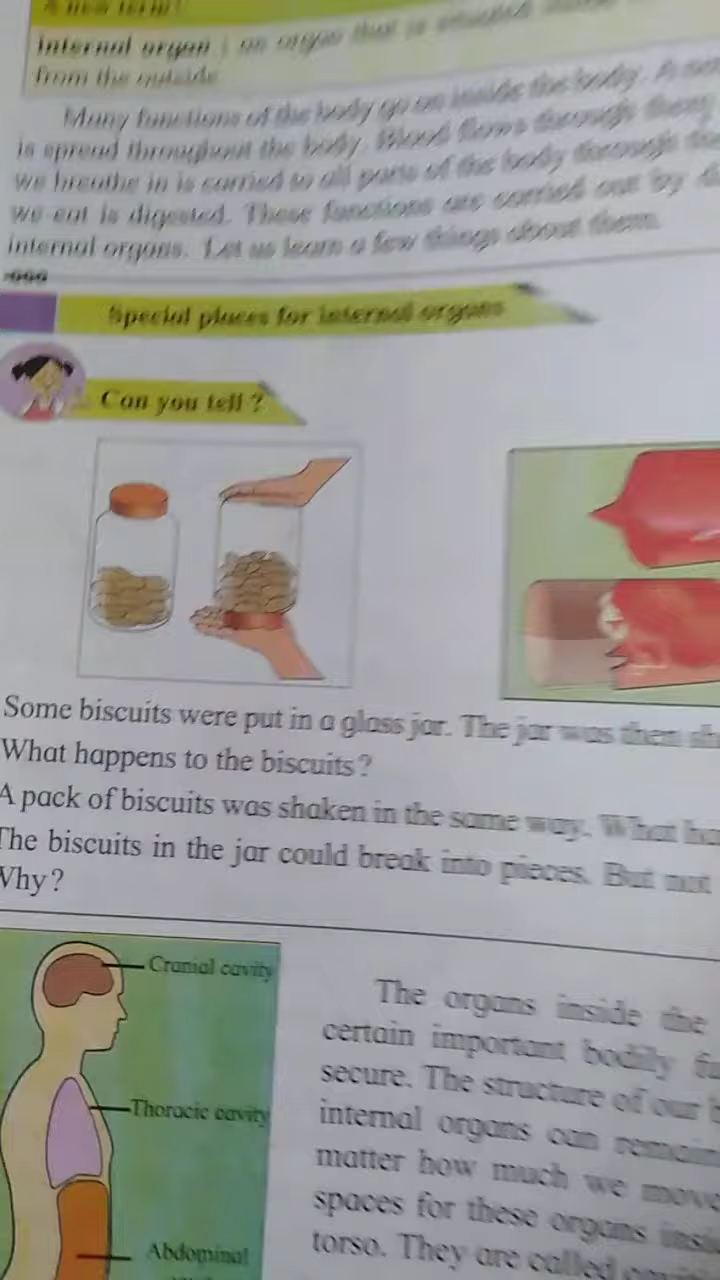 A new term!
Internal organ : an organ that is situated inside
from the outside.
Many functions of the body go on inside the body. A
is spread throughout the body. Blood flows through them
we breathe in is carried to all parts of the body through the
we eat is digested. These functions are carried out by
internal organs. Let us learn a few things about them.
Special places for internal organs
Can you tell ?
Some biscuits were put in a glass jar. The jar was then sh
What happens to the biscuits ?
A pack of biscuits was shaken in the same way. What ha
The biscuits in the jar could break into pieces. But not
Why ?
Cranial cavity
Thoracic cavity
Abdominal
The organs inside the
certain important bodily fu
secure. The structure of our
internal organs can remain
matter how much we move
spaces for these organs insi
torso. They are called